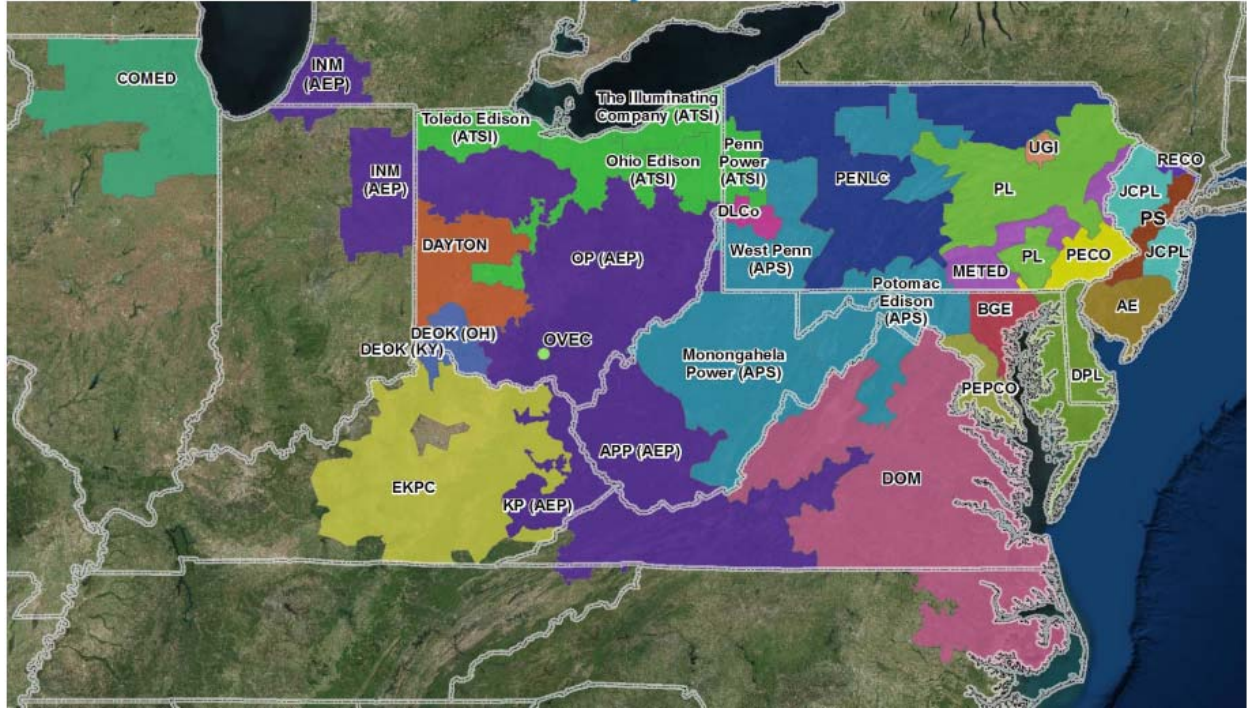 COMED
INM
(AEP)
The Illuminating
Company (ATSI)
Toledo Edison
(ATSI)
Penn
Power
(ATSI)
UGI
RECO
Ohio Edison
(ATSI)
INM
(AEP)
PENLC
PL
JCPL
DLCo
PS
DAYTON
West Penn
(APS)
PL
PECO
JCPL
OP (AEP)
METED
Potomac
Edison
(APS)
BGE
AE
DEOK (OH)
OVEC
DEOK (KY)
Monongahela
Power (APS)
DPL
PEPCO
APP (AEP)
DOM
EKPC
KP (AEP)